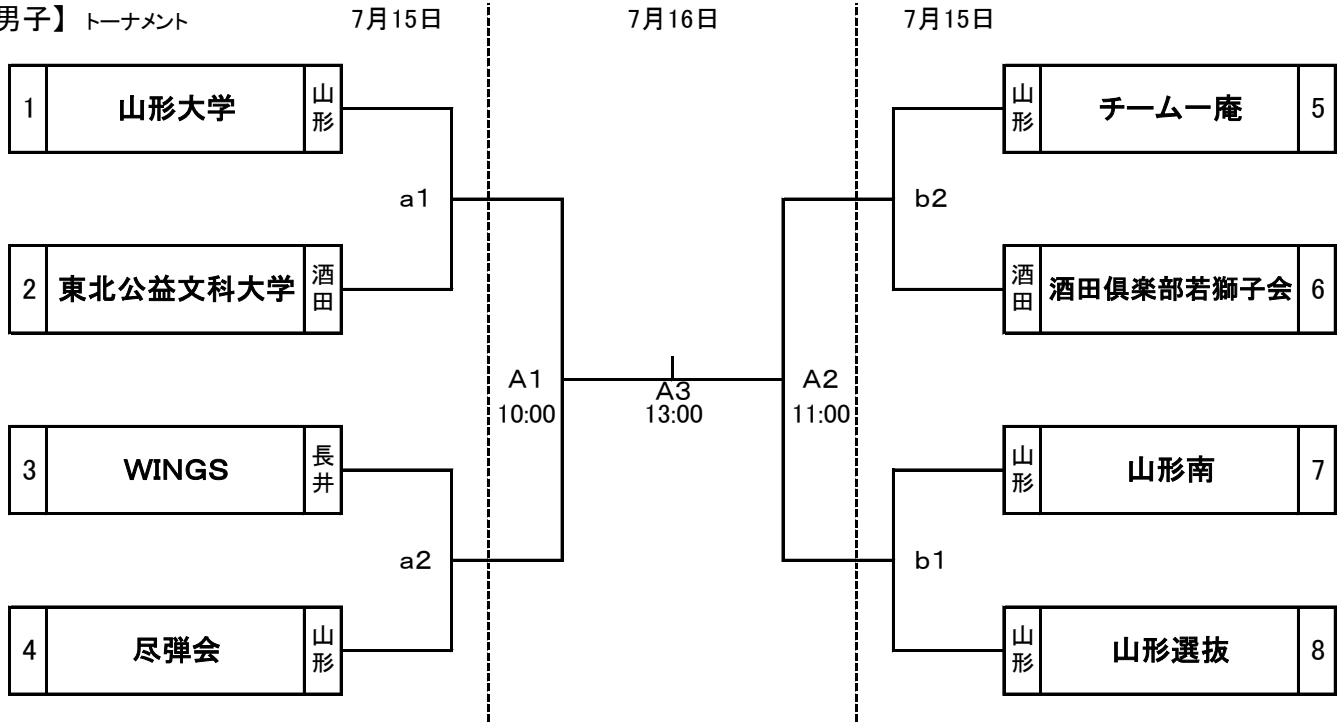 男子】 トーナメント
7月15日
7月16日
7月15日
1 山形大学 山形
a1
2 東北公益文科大学 酒田
3 WINGS 長井
a2
4 尽弾会 山形
A1
10:00
A3
13:00
A2
11:00
山形 チーム一庵 5
b2
酒田 酒田倶楽部若獅子会 6
山形 山形南 7
b1
山形 山形選抜 8